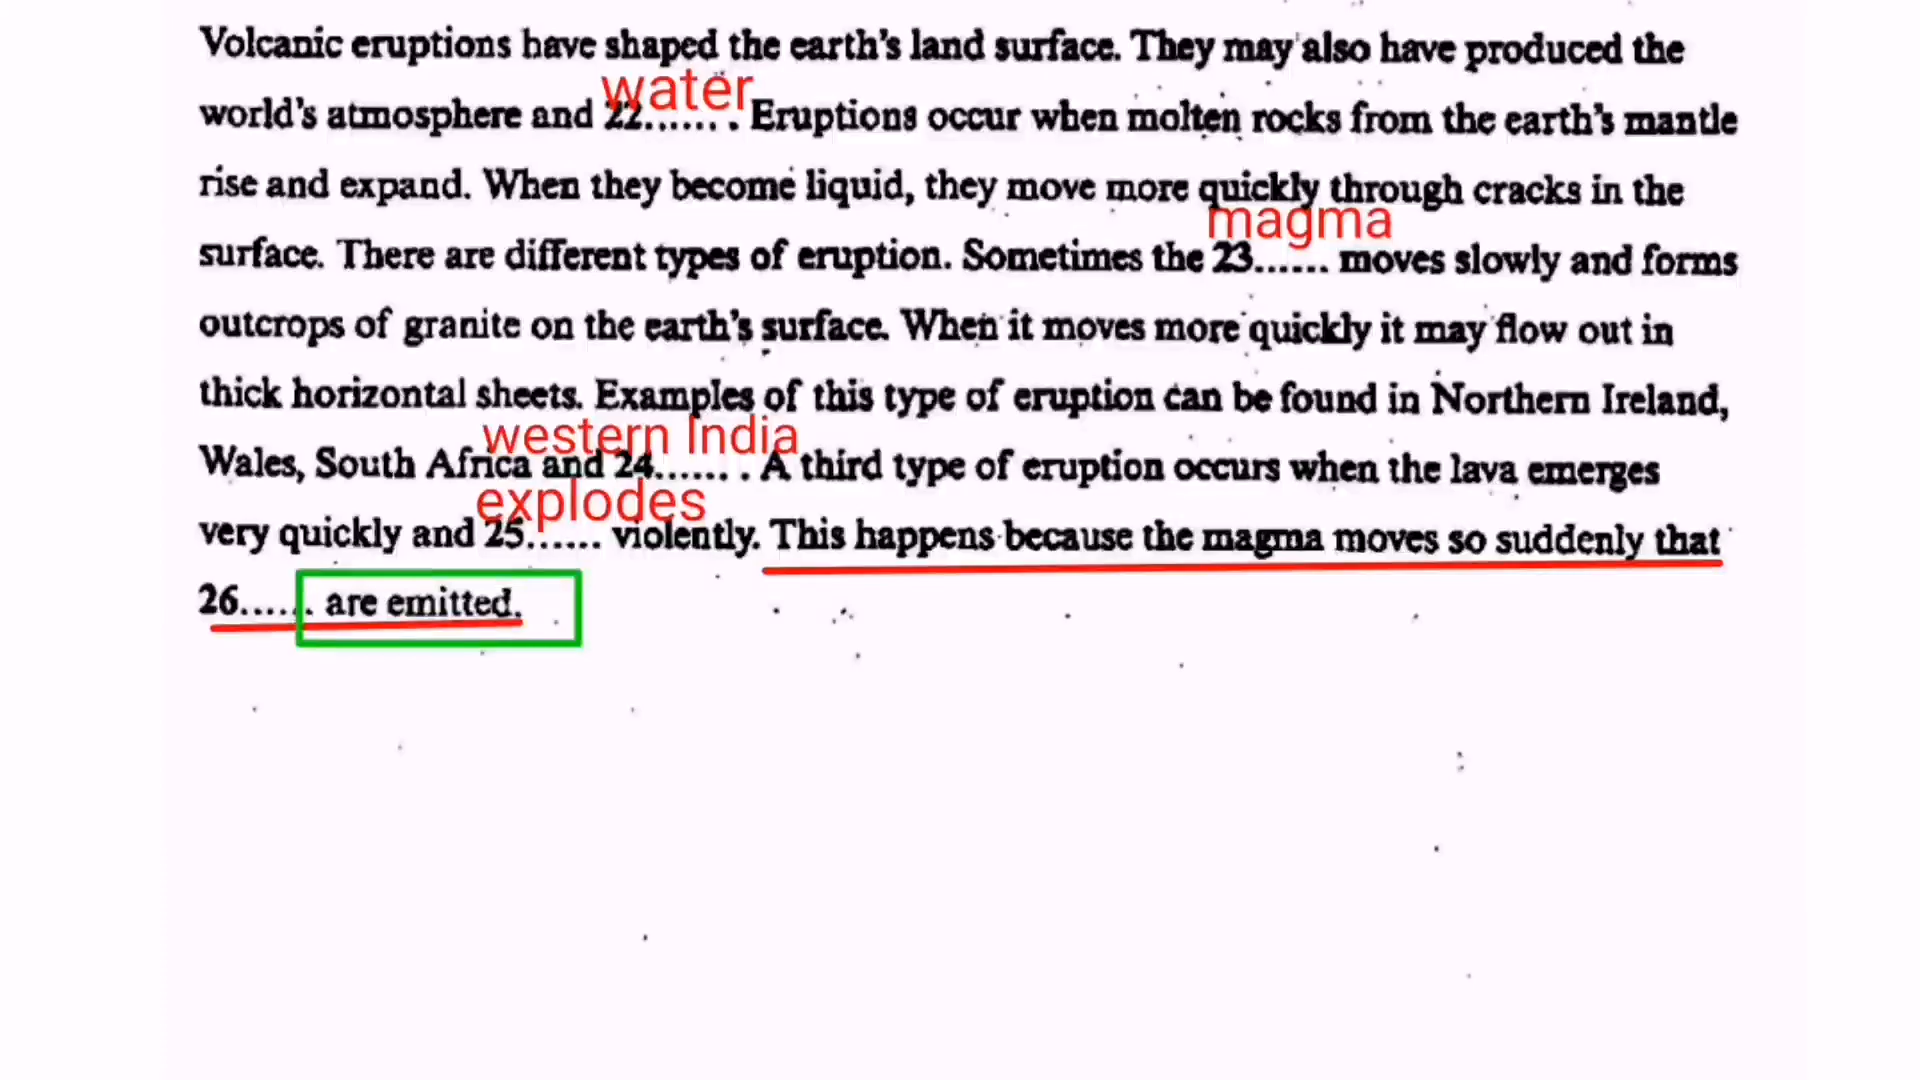 Volcanic eruptions have shaped the earth's land surface. They may also have produced the
water
world's atmosphere and 22....... . Eruptions occur when molten rocks from the earth's mantle
rise and expand. When they become liquid, they move more quickly through cracks in the
magma
surface. There are different types of eruption. Sometimes the 23...... moves slowly and forms
outcrops of granite on the earth's surface. When it moves more quickly it may flow out in
thick horizontal sheets. Examples of this type of eruption can be found in Northern Ireland,
western India
Wales, South Africa and 24....... . A third type of eruption occurs when the lava emerges
explodes
very quickly and 25...... violently. This happens because the magma moves so suddenly that
26...... are emitted.